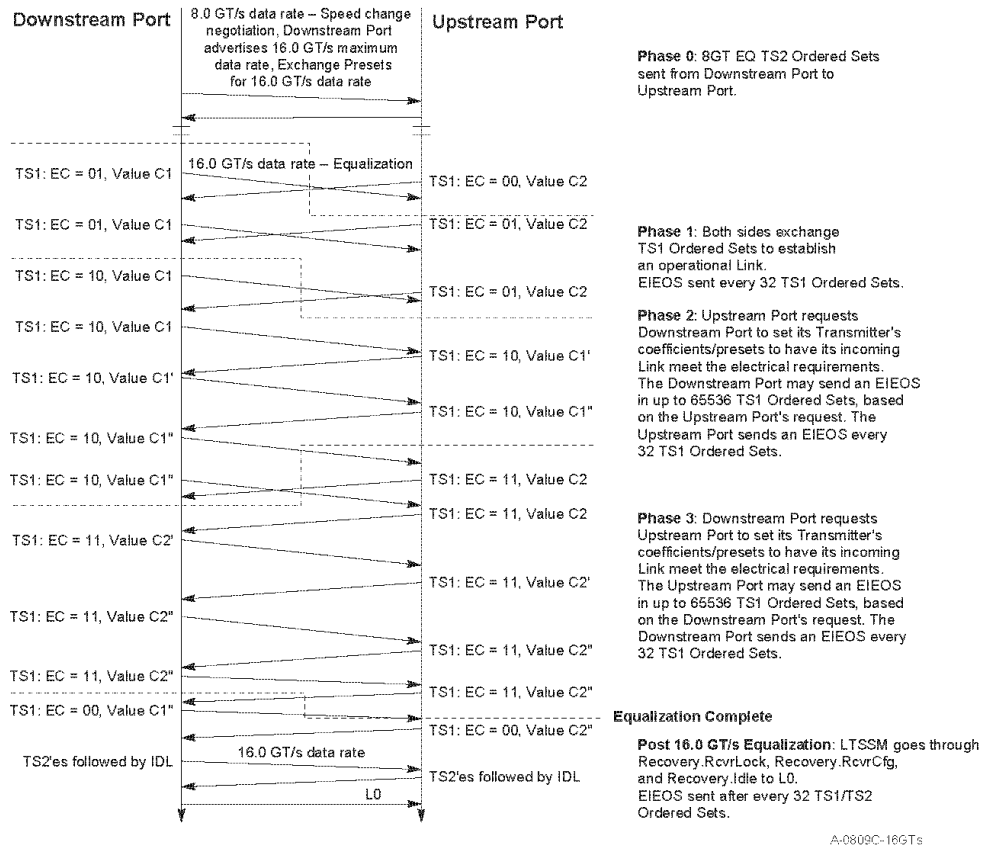 Downstream Port
8.0 GT/s data rate – Speed change
negotiation, Downstream Port
advertises 16.0 GT/s maximum
data rate, Exchange Presets
for 16.0 GT/s data rate
Upstream Port
Phase 0: 8GT EQ TS2 Ordered Sets
sent from Downstream Port to
Upstream Port.
16.0 GT/s data rate – Equalization
TS1: EC = 01, Value C1
TS1: EC = 00, Value C2
TS1: EC = 01, Value C1
TS1: EC = 01, Value C2
Phase 1: Both sides exchange
TS1 Ordered Sets to establish
an operational Link.
EIEOS sent every 32 TS1 Ordered Sets.
TS1: EC = 10, Value C1
TS1: EC = 01, Value C2
TS1: EC = 10, Value C1
TS1: EC = 10, Value C1'
TS1: EC = 10, Value C1'
TS1: EC = 10, Value C1"
TS1: EC = 10, Value C1"
Phase 2: Upstream Port requests
Downstream Port to set its Transmitter's
coefficients/presets to have its incoming
Link meet the electrical requirements.
The Downstream Port may send an EIEOS
in up to 65536 TS1 Ordered Sets, based
on the Upstream Port's request. The
Upstream Port sends an EIEOS every
32 TS1 Ordered Sets.
TS1: EC = 10, Value C1"
TS1: EC = 11, Value C2
TS1: EC = 11, Value C2
TS1: EC = 11, Value C2'
TS1: EC = 11, Value C2'
TS1: EC = 11, Value C2"
TS1: EC = 11, Value C2"
TS1: EC = 11, Value C2"
TS1: EC = 11, Value C2"
Phase 3: Downstream Port requests
Upstream Port to set its Transmitter's
coefficients/presets to have its incoming
Link meet the electrical requirements.
The Upstream Port may send an EIEOS
in up to 65536 TS1 Ordered Sets, based
on the Downstream Port's request. The
Downstream Port sends an EIEOS every
32 TS1 Ordered Sets.
TS1: EC = 00, Value C1"
TS1: EC = 00, Value C2"
Equalization Complete
16.0 GT/s data rate
TS2'es followed by IDL
TS2'es followed by IDL
L0
Post 16.0 GT/s Equalization: LTSSM goes through
Recovery.RcvrLock, Recovery.RcvrCfg,
and Recovery.Idle to L0.
EIEOS sent after every 32 TS1/TS2
Ordered Sets.
A-0809C-16GTs